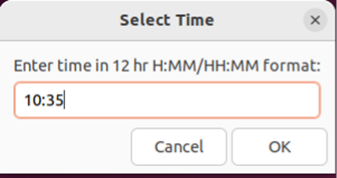 Select Time
Enter time in 12 hr H:MM/HH:MM format:
10:35
Cancel OK